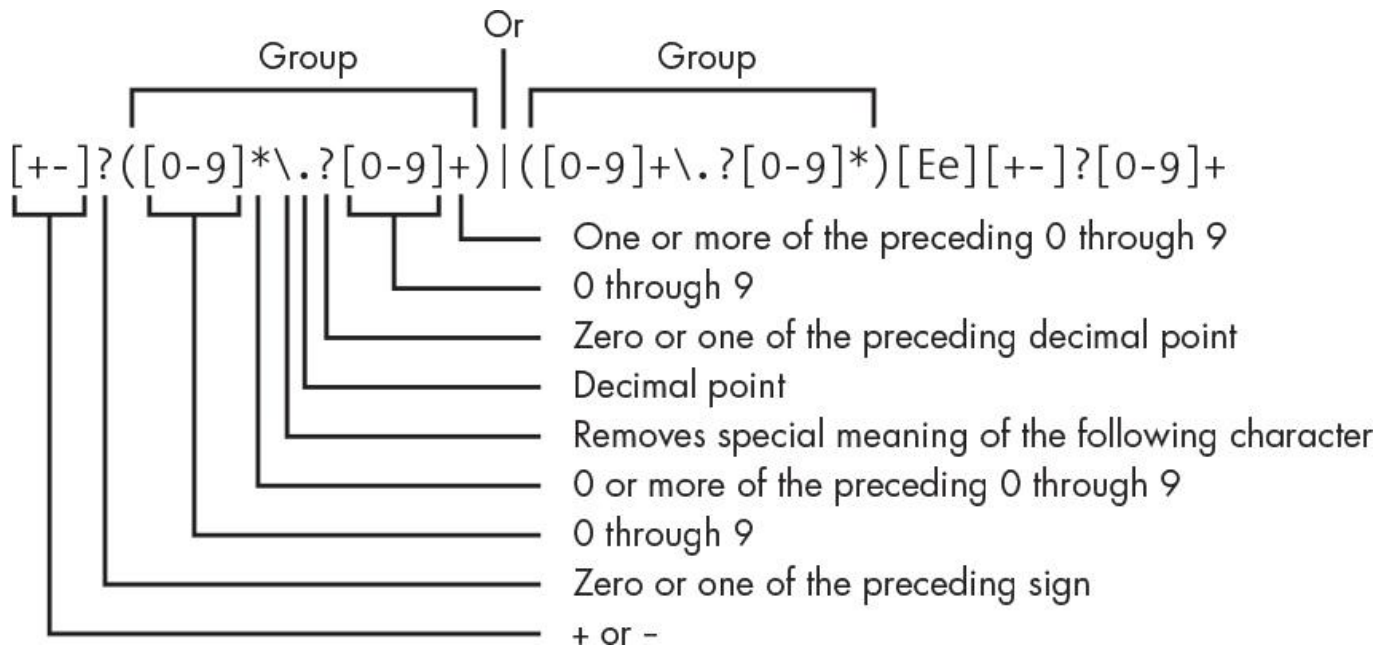 Or
Group Group
[+-]?([0-9]*\.?[0-9]+)|([0-9]+\.?[0-9]*)[Ee][+-]?[0-9]+
One or more of the preceding 0 through 9
0 through 9
Zero or one of the preceding decimal point
Decimal point
Removes special meaning of the following character
0 or more of the preceding 0 through 9
0 through 9
Zero or one of the preceding sign
+ or -